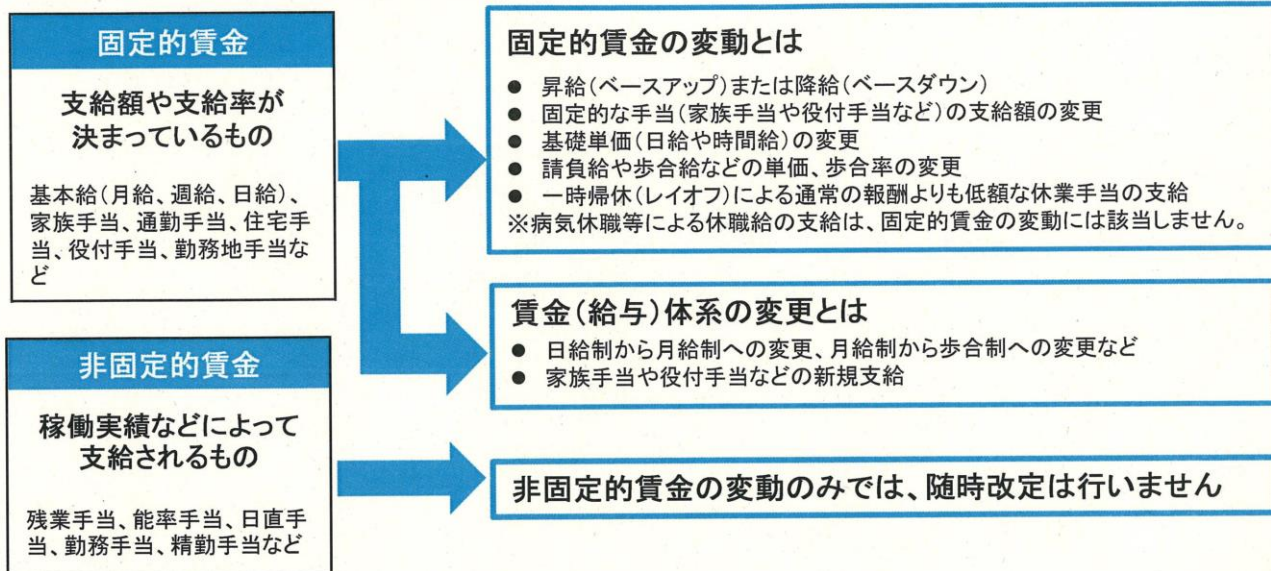 固定的賃金
支給額や支給率が
決まっているもの
基本給(月給、週給、日給)、
家族手当、通勤手当、住宅手
当、役付手当、勤務地手当な
ど
固定的賃金の変動とは
● 昇給(ベースアップ)または降給(ベースダウン)
● 固定的な手当(家族手当や役付手当など)の支給額の変更
● 基礎単価(日給や時間給)の変更
● 請負給や歩合給などの単価、歩合率の変更
● 一時帰休(レイオフ)による通常の報酬よりも低額な休業手当の支給
※病気休職等による休職給の支給は、固定的賃金の変動には該当しません。
賃金(給与)体系の変更とは
● 日給制から月給制への変更、月給制から歩合制への変更など
● 家族手当や役付手当などの新規支給
非固定的賃金
稼働実績などによって
支給されるもの
残業手当、能率手当、日直手
当、勤務手当、精勤手当など
非固定的賃金の変動のみでは、随時改定は行いません